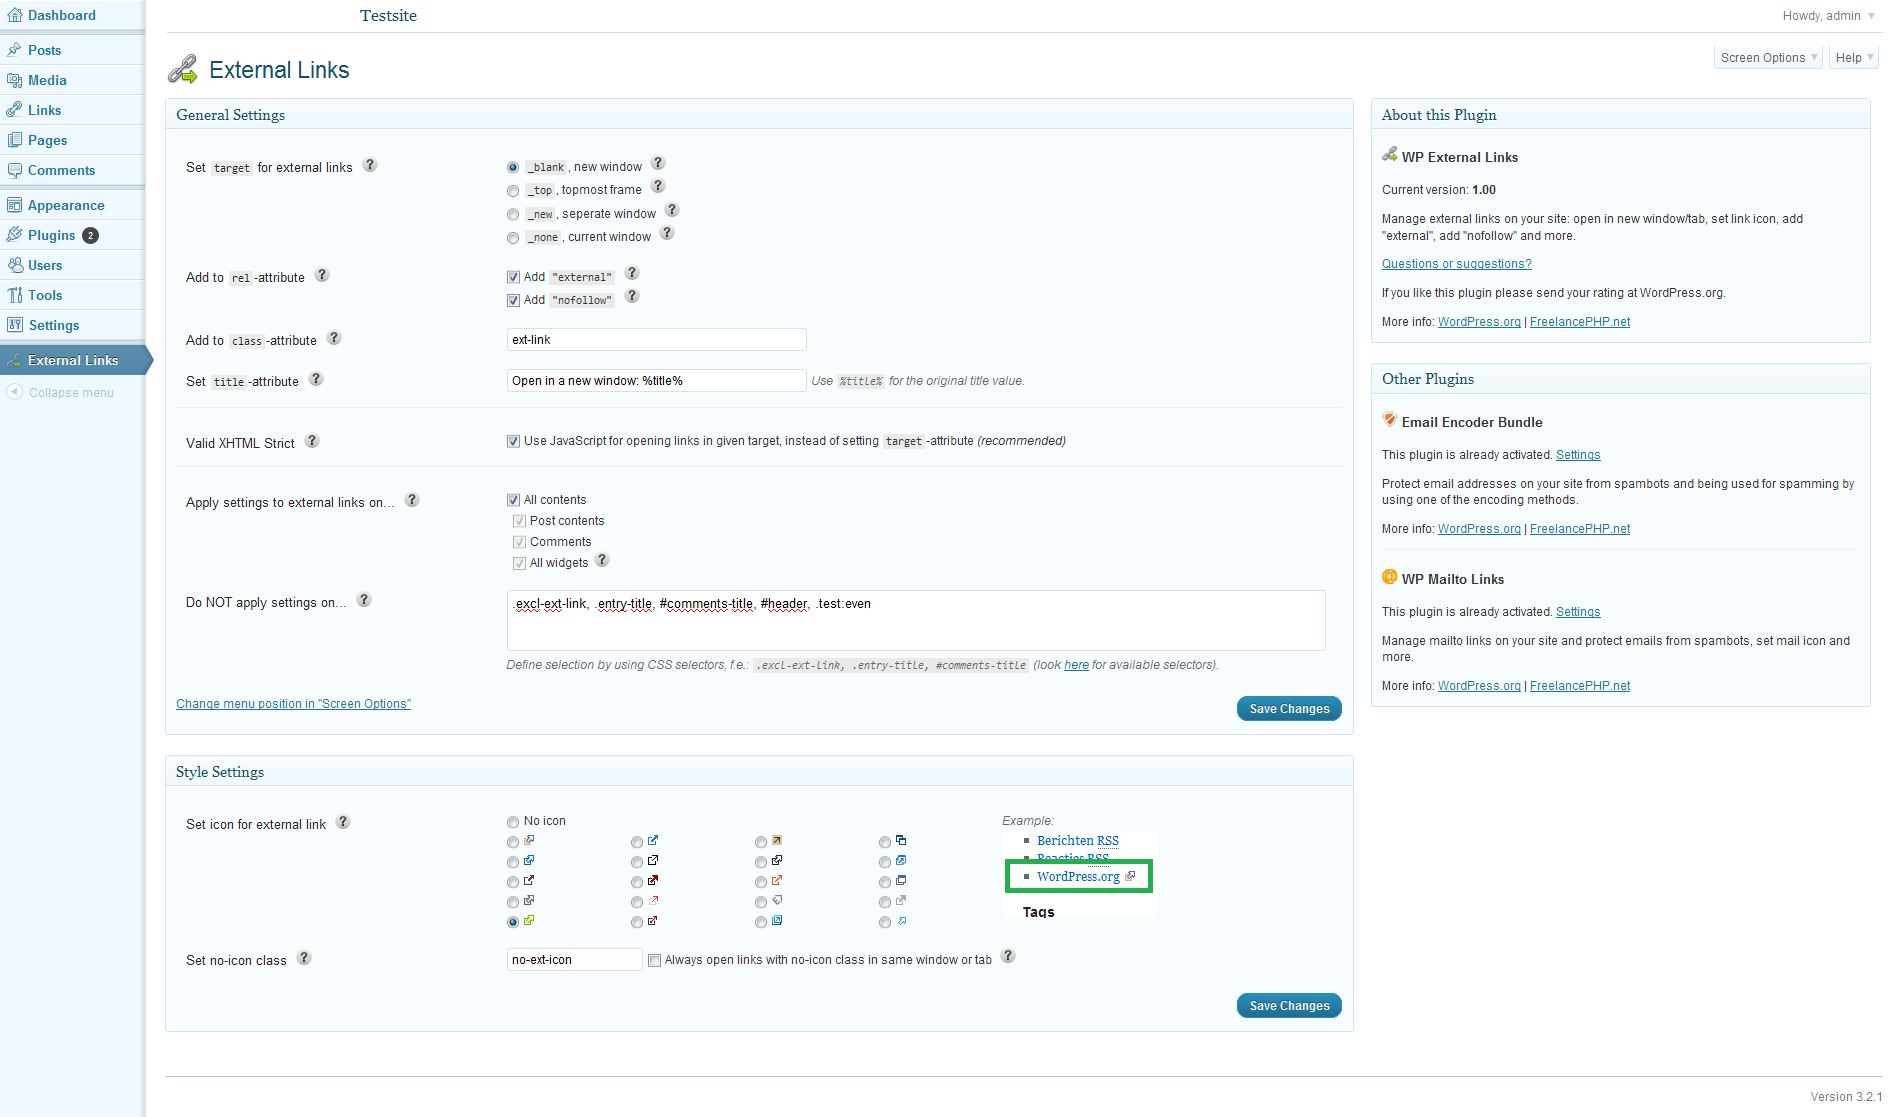 Dashboard
Posts
Media
Links
Pages
Comments
Appearance
Plugins 2
Users
Tools
Settings
External Links
Collapse menu
Testsite
Howdy, admin
External Links
Screen Options
Help
General Settings
Set target for external links ?
_blank, new window ?
_top, topmost frame ?
_new, seperate window ?
_none, current window ?
Add to rel-attribute ?
Add "external" ?
Add "nofollow" ?
Add to class-attribute ?
ext-link
Set title-attribute ?
Open in a new window: %title%
Use %title% for the original title value.
Valid XHTML Strict ?
Use JavaScript for opening links in given target, instead of setting target-attribute (recommended)
Apply settings to external links on... ?
All contents
Post contents
Comments
All widgets ?
Do NOT apply settings on... ?
.excl-ext-link, .entry-title, #comments-title, #header, .test:even
Define selection by using CSS selectors, f.e.: .excl-ext-link, .entry-title, #comments-title (look here for available selectors).
Change menu position in "Screen Options"
Save Changes
Style Settings
Set icon for external link ?
No icon
Example:
Berichten RSS
Reacties RSS
WordPress.org
Tags
Set no-icon class ?
no-ext-icon
Always open links with no-icon class in same window or tab ?
Save Changes
About this Plugin
WP External Links
Current version: 1.00
Manage external links on your site: open in new window/tab, set link icon, add
"external", add "nofollow" and more.
Questions or suggestions?
If you like this plugin please send your rating at WordPress.org.
More info: WordPress.org | FreelancePHP.net
Other Plugins
Email Encoder Bundle
This plugin is already activated. Settings
Protect email addresses on your site from spambots and being used for spamming by
using one of the encoding methods.
More info: WordPress.org | FreelancePHP.net
WP Mailto Links
This plugin is already activated. Settings
Manage mailto links on your site and protect emails from spambots, set mail icon and
more.
More info: WordPress.org | FreelancePHP.net
Version 3.2.1